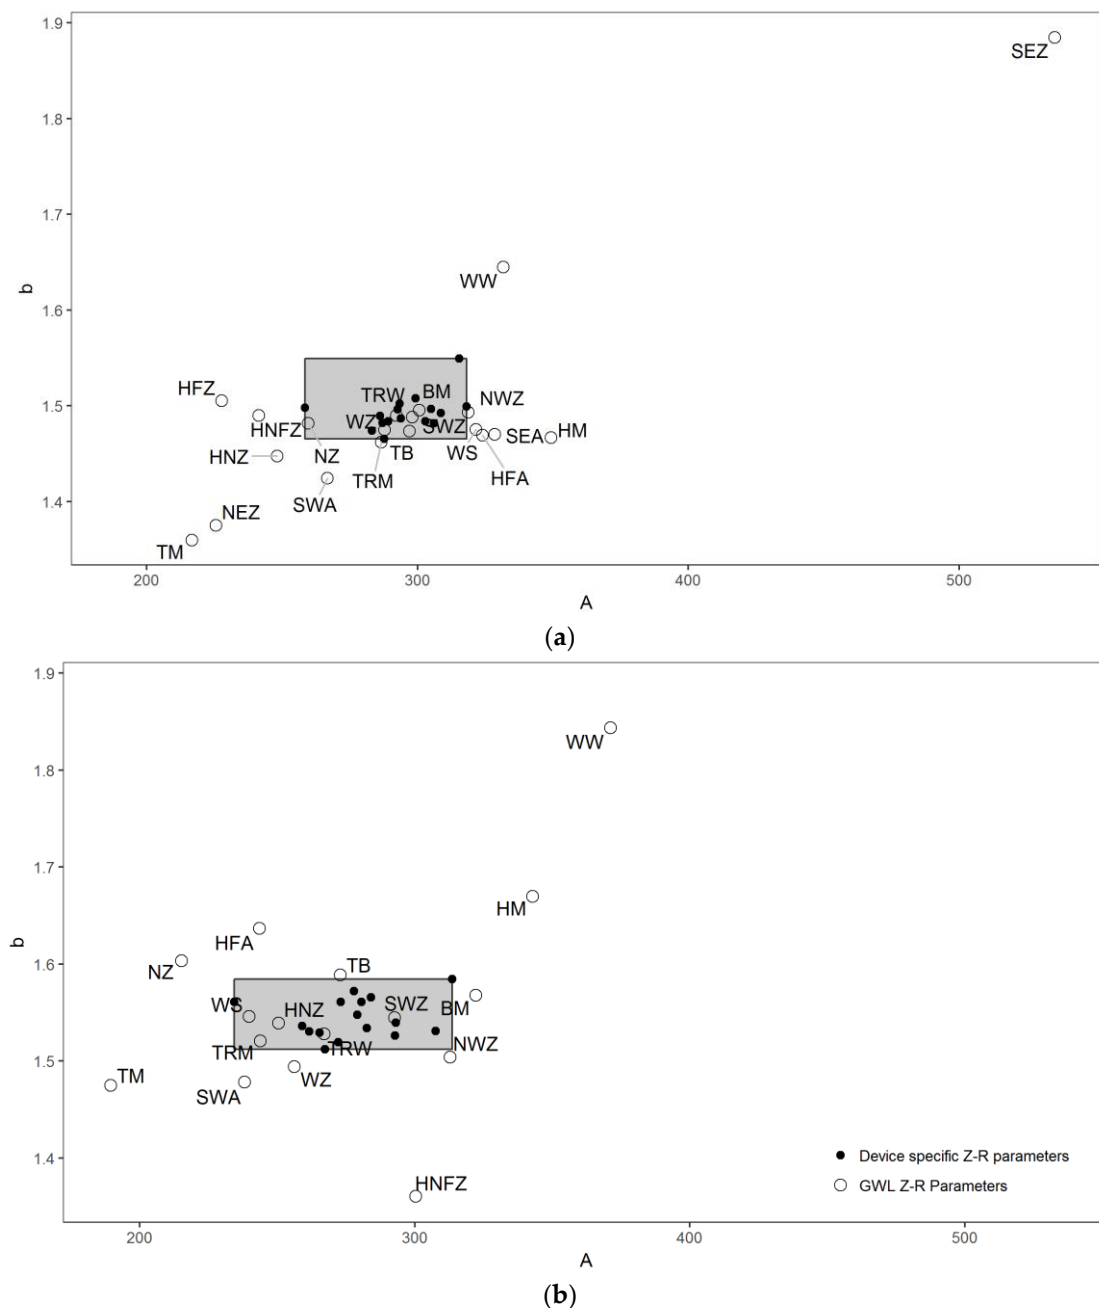 1.9
SEZ
1.8
1.7
WW
b
1.6
HFZ
TRW
BM
NWZ
1.5
HNFZ
WZ
SWZ
SEA
HM
HNZ
NZ
TB
WS
TRM
HFA
SWA
1.4
NEZ
TM
200
300
400
500
A
(a)
1.9
WW
1.8
1.7
HM
b
HFA
TB
NZ
1.6
WS
HNZ
SWZ
BM
TRM
TRW
NWZ
1.5
TM
WZ
SWA
1.4
Device specific Z-R parameters
HNFZ
GWL Z-R Parameters
200
300
400
500
A
(b)